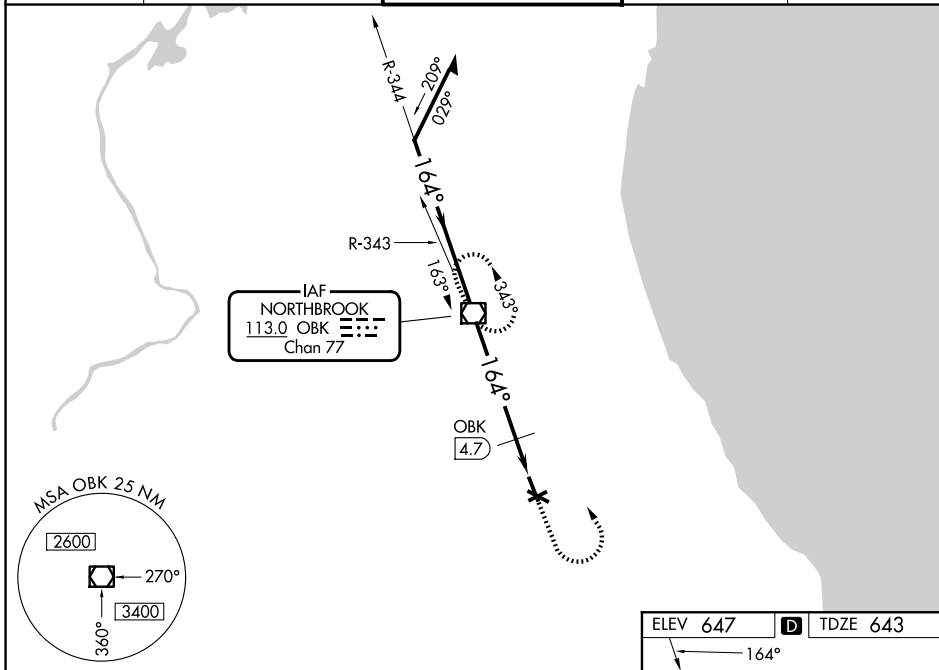 R-344
209°
029°
164°
R-343
163°
343°
IAF
NORTHBROOK
113.0 OBK
Chan 77
164°
OBK
4.7
MSA OBK 25 NM
2600
270°
3400
360°
ELEV 647 D TDZE 643
164°